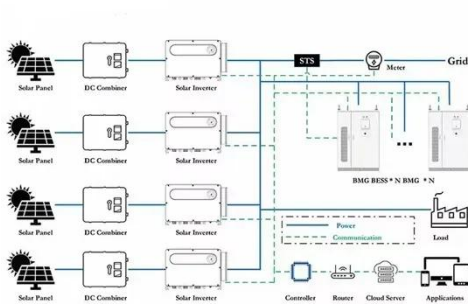 STS
Meter
Grid
Solar Panel
DC Combiner
Solar Inverter
Solar Panel
DC Combiner
Solar Inverter
BMG BESS * N BMG * N
Solar Panel
DC Combiner
Solar Inverter
Power
Communication
Load
Solar Panel
DC Combiner
Solar Inverter
Controller
Router
Cloud Server
Applications